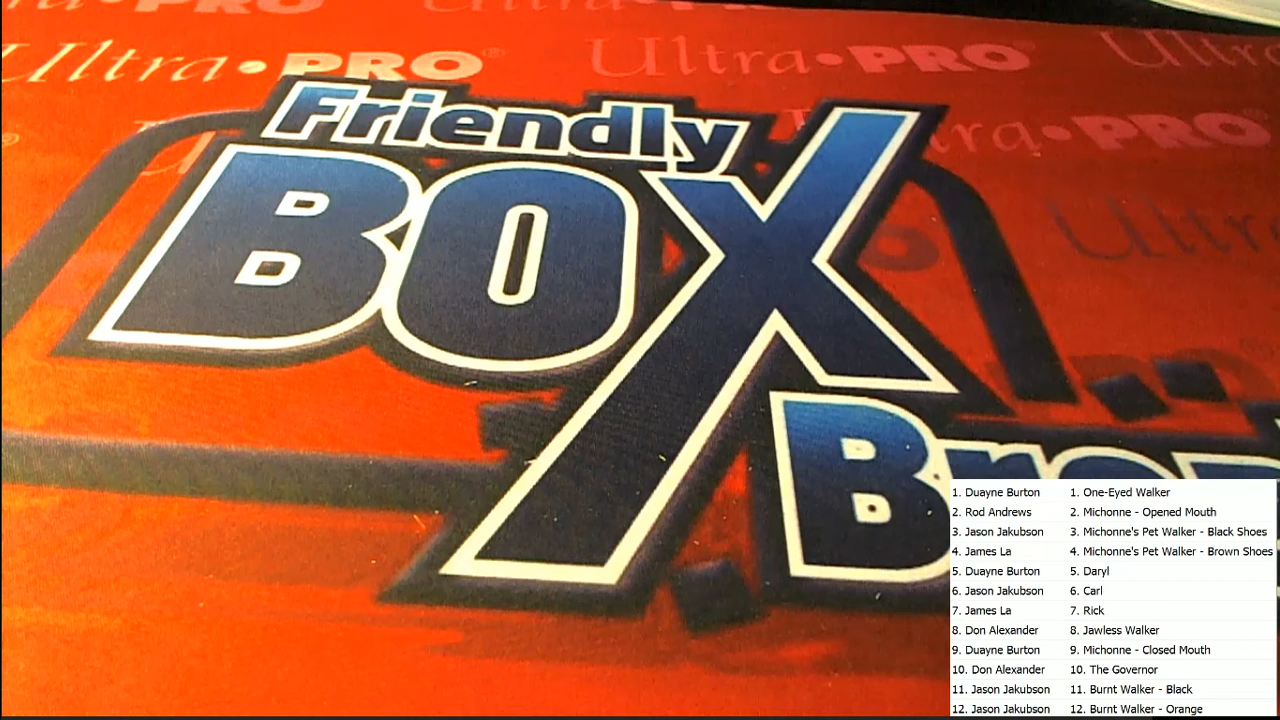 Ultra•PRO
Ultra•PRO® Ultra•PRO Ultra
Friendly
ra•PRO
BOX
Ultr
1. Duayne Burton 1. One-Eyed Walker
2. Rod Andrews 2. Michonne - Opened Mouth
3. Jason Jakubson 3. Michonne's Pet Walker - Black Shoes
4. James La 4. Michonne's Pet Walker - Brown Shoes
5. Duayne Burton 5. Daryl
6. Jason Jakubson 6. Carl
7. James La 7. Rick
8. Don Alexander 8. Jawless Walker
9. Duayne Burton 9. Michonne - Closed Mouth
10. Don Alexander 10. The Governor
11. Jason Jakubson 11. Burnt Walker - Black
12. Jason Jakubson 12. Burnt Walker - Orange